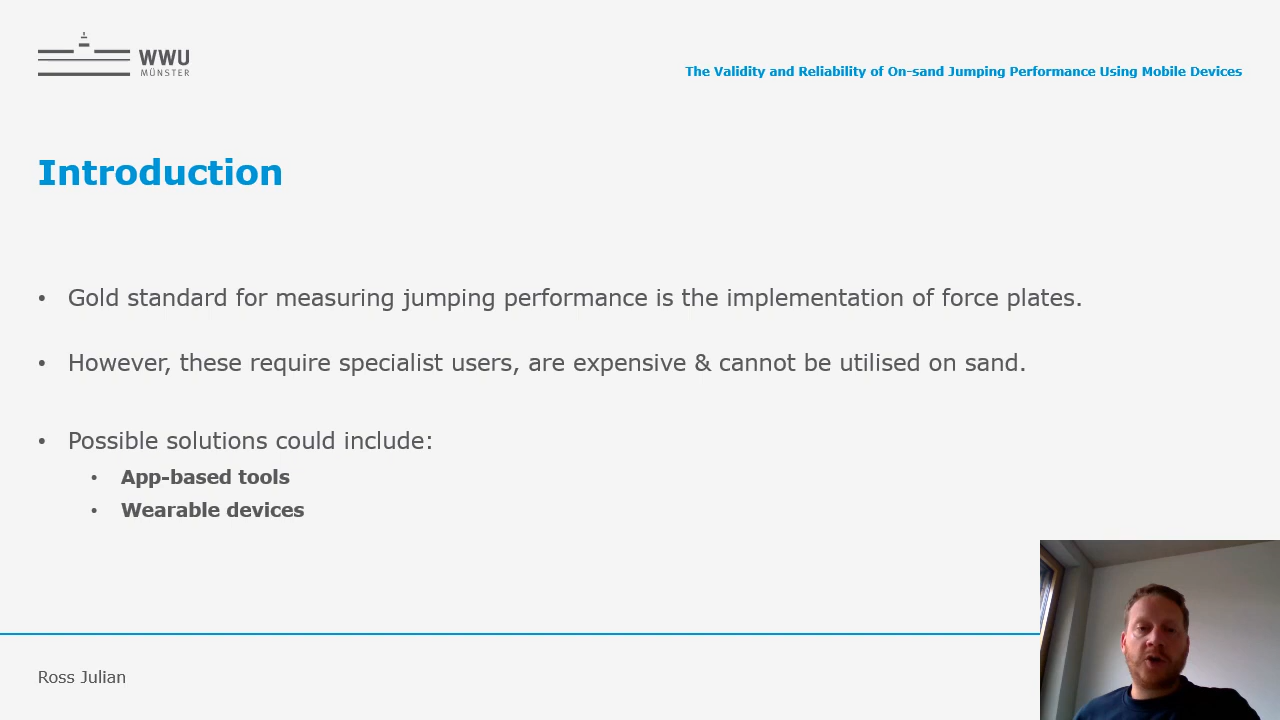 WWU
MÜNSTER
The Validity and Reliability of On-sand Jumping Performance Using Mobile Devices
Introduction
• Gold standard for measuring jumping performance is the implementation of force plates.
• However, these require specialist users, are expensive & cannot be utilised on sand.
• Possible solutions could include:
• App-based tools
• Wearable devices
Ross Julian